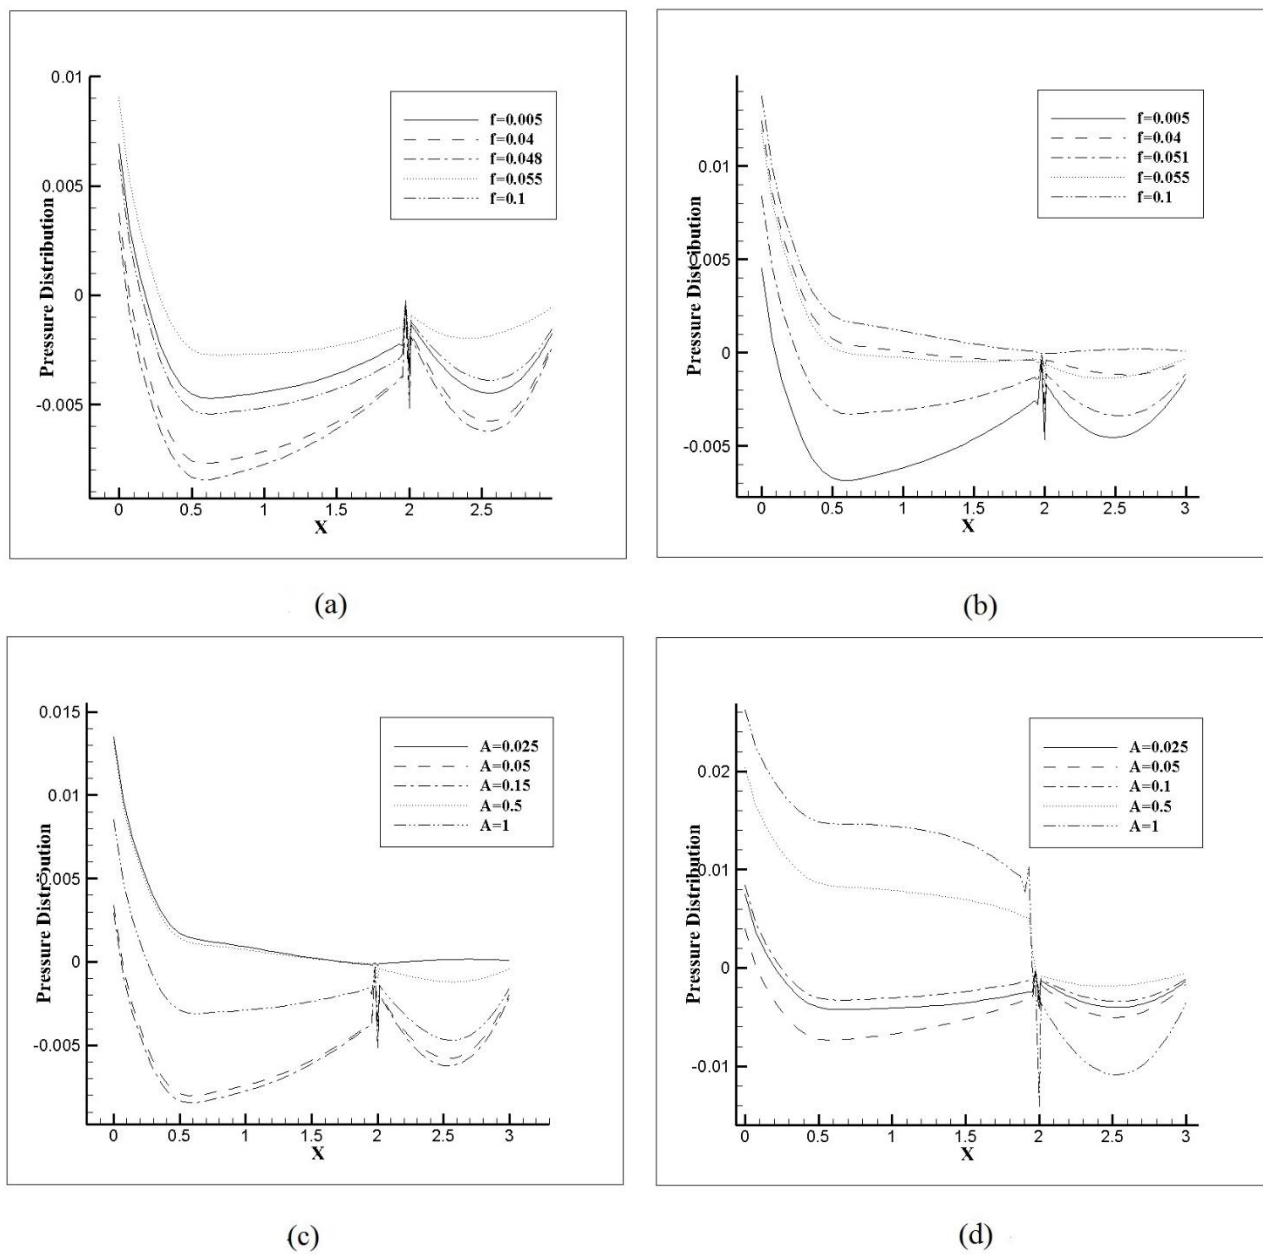 0.01
0.005
0
-0.005
Pressure Distribution
f=0.005
f=0.04
f=0.048
f=0.055
f=0.1
0 0.5 1 1.5 2 2.5
X
(a)
0.01
0.005
0
-0.005
Pressure Distribution
f=0.005
f=0.04
f=0.051
f=0.055
f=0.1
0 0.5 1 1.5 2 2.5 3
X
(b)
0.015
0.01
0.005
0
-0.005
Pressure Distribution
A=0.025
A=0.05
A=0.15
A=0.5
A=1
0 0.5 1 1.5 2 2.5 3
X
(c)
0.02
0.01
0
-0.01
Pressure Distribution
A=0.025
A=0.05
A=0.1
A=0.5
A=1
0 0.5 1 1.5 2 2.5 3
X
(d)